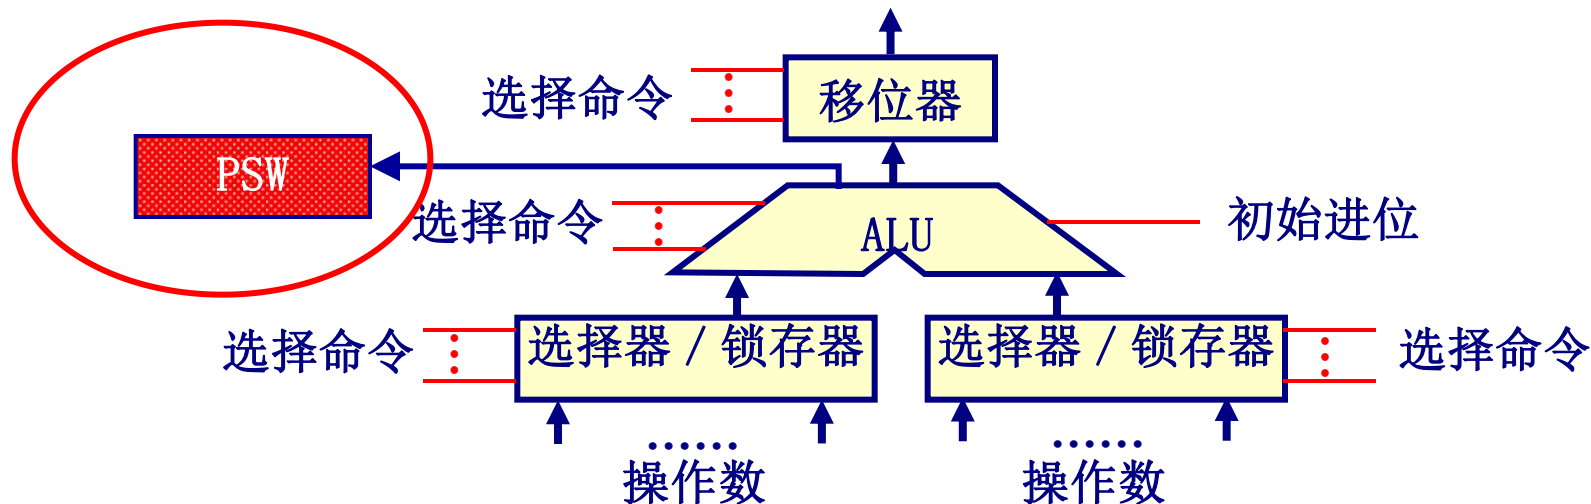 选择命令
移位器
PSW
选择命令
ALU
初始进位
选择命令
选择器/锁存器
选择器/锁存器
选择命令
……
操作数
……
操作数